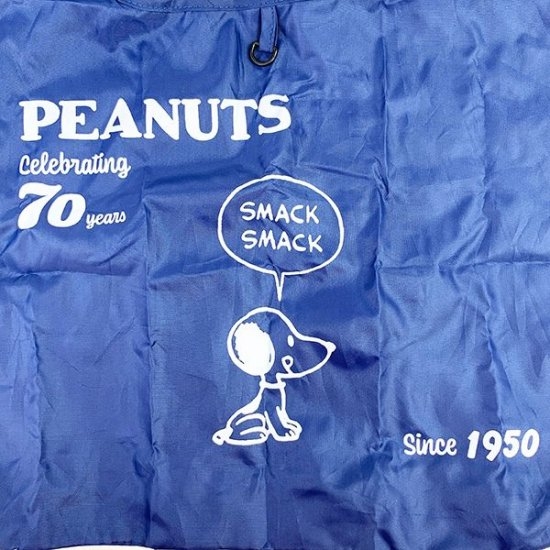 PEANUTS
Celebrating
70 years
SMACK
SMACK
Since 1950